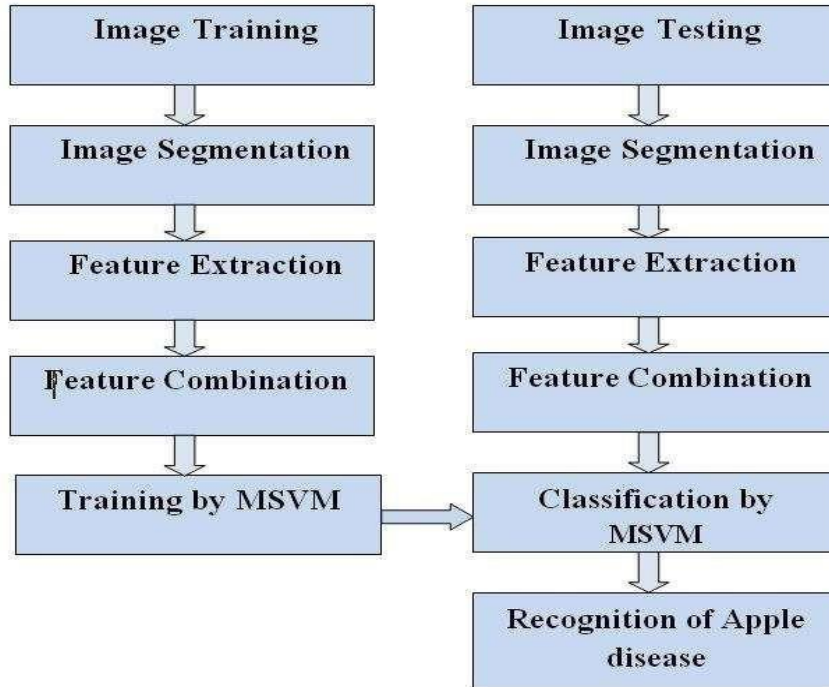 Image Training
Image Segmentation
Feature Extraction
Feature Combination
Training by MSVM
Image Testing
Image Segmentation
Feature Extraction
Feature Combination
Classification by
MSVM
Recognition of Apple
disease